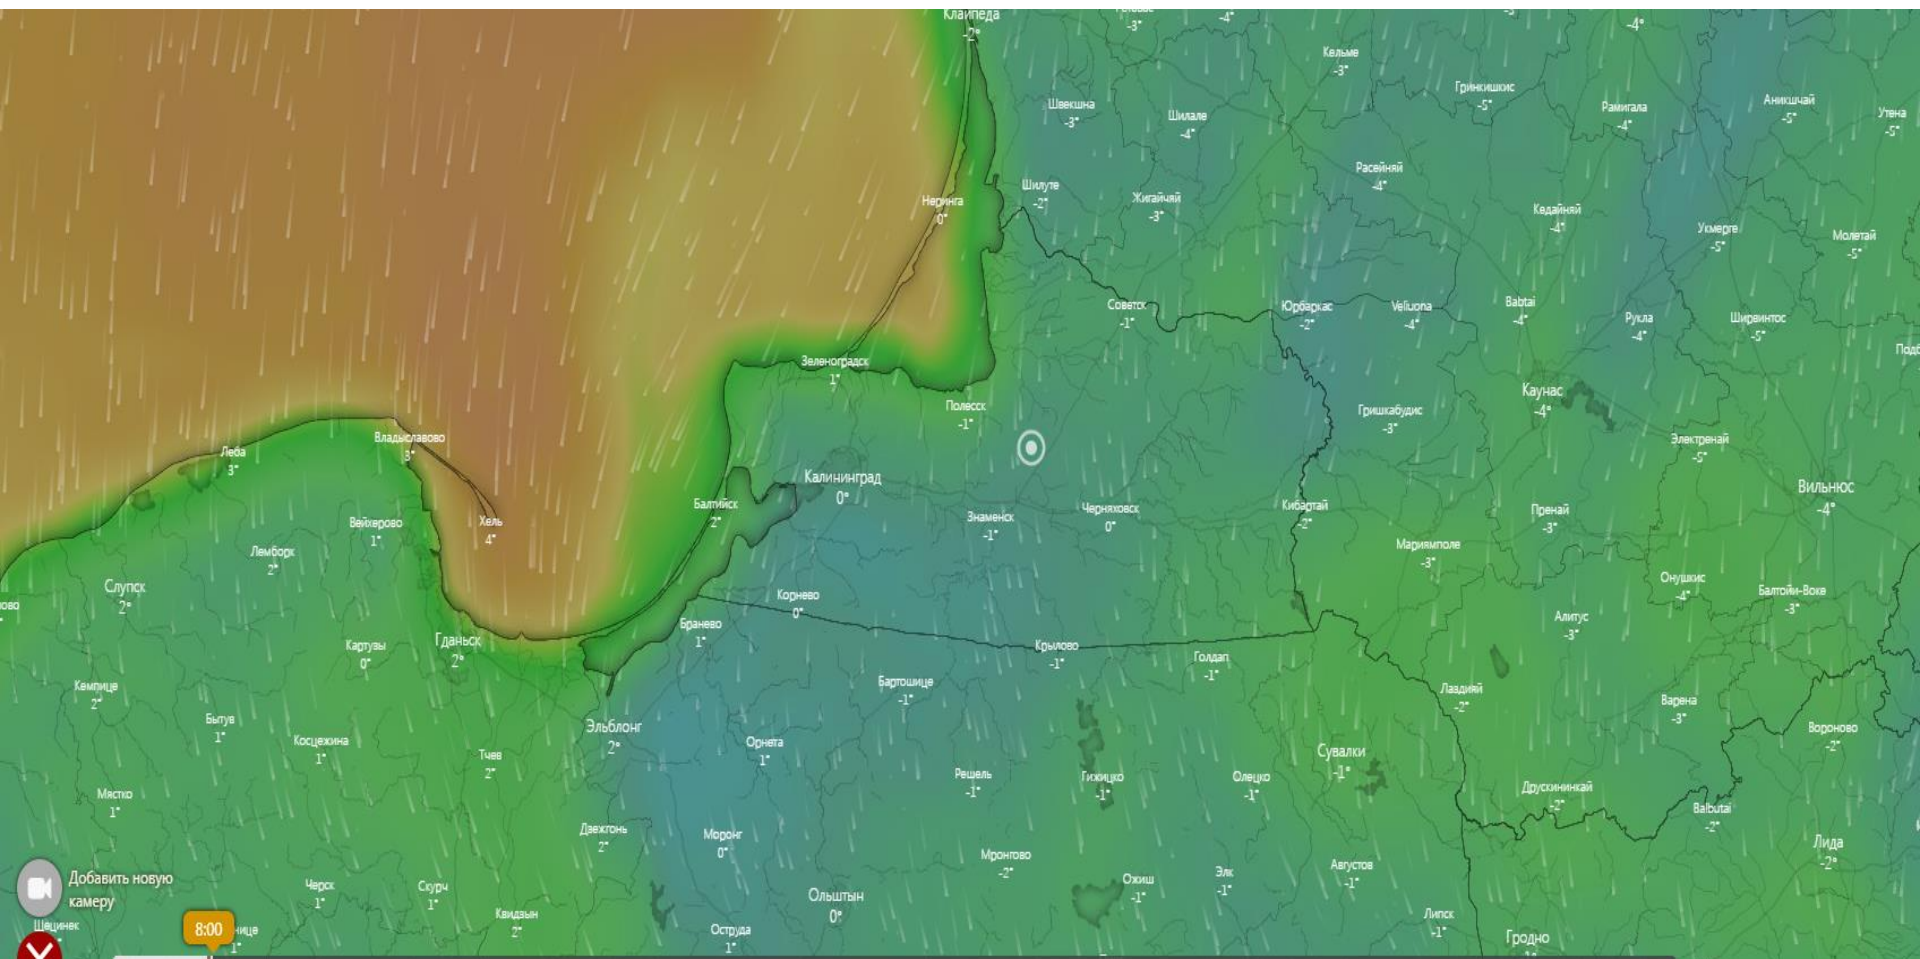 Клайпеда
-2°
-3°
-4°
-4°
Кельме
-3°
Гринкишкис
-5°
Швекшна
-3°
Шилале
-4°
Рамигала
-4°
Аникшчай
-5°
Утена
-5°
Расейняй
-4°
Шилуте
-2°
Жигайчяй
-3°
Неринга
0°
Кедайняй
-4°
Укмерге
-5°
Молетай
-5°
Советск
-1°
Юрбаркас
-2°
Veliuona
-4°
Babtai
-4°
Рукла
-4°
Ширвинтос
-5°
Зеленоградск
1°
Каунас
-4°
Полесск
-1°
Гришкабудис
-3°
Владыславово
3°
Леба
3°
Электренай
-5°
Калининград
0°
Вильнюс
-4°
Балтийск
2°
Хель
4°
Вейхерово
1°
Знаменск
-1°
Черняховск
0°
Кибартай
-2°
Пренай
-3°
Мариямполе
-3°
Лемборк
2°
Слупск
2°
ово
Онушкис
-4°
Балтойи-Воке
-3°
Корнево
0°
Бранево
1°
Алитус
-3°
Картузы
0°
Гданьск
2°
Крылово
-1°
Голдап
-1°
Кемпице
2°
Бартошице
-1°
Лаздияй
-2°
Варена
-3°
Бытув
1°
Эльблонг
2°
Вороново
-2°
Косцежина
1°
Тчев
2°
Орнета
1°
Сувалки
-1°
Решель
-1°
Гижицко
-1°
Олецко
-1°
Друскининкай
-2°
Мястко
1°
Balbutai
-2°
Дзежгонь
2°
Моронг
0°
Лида
-2°
Мронгово
-2°
Августов
-1°
Ожиш
-1°
Элк
-1°
Добавить новую
камеру
Черск
1°
Скурч
1°
Ольштын
0°
Квидзын
2°
Липск
-1°
Щецинек
8:00
нице
1°
Оструда
1°
Гродно